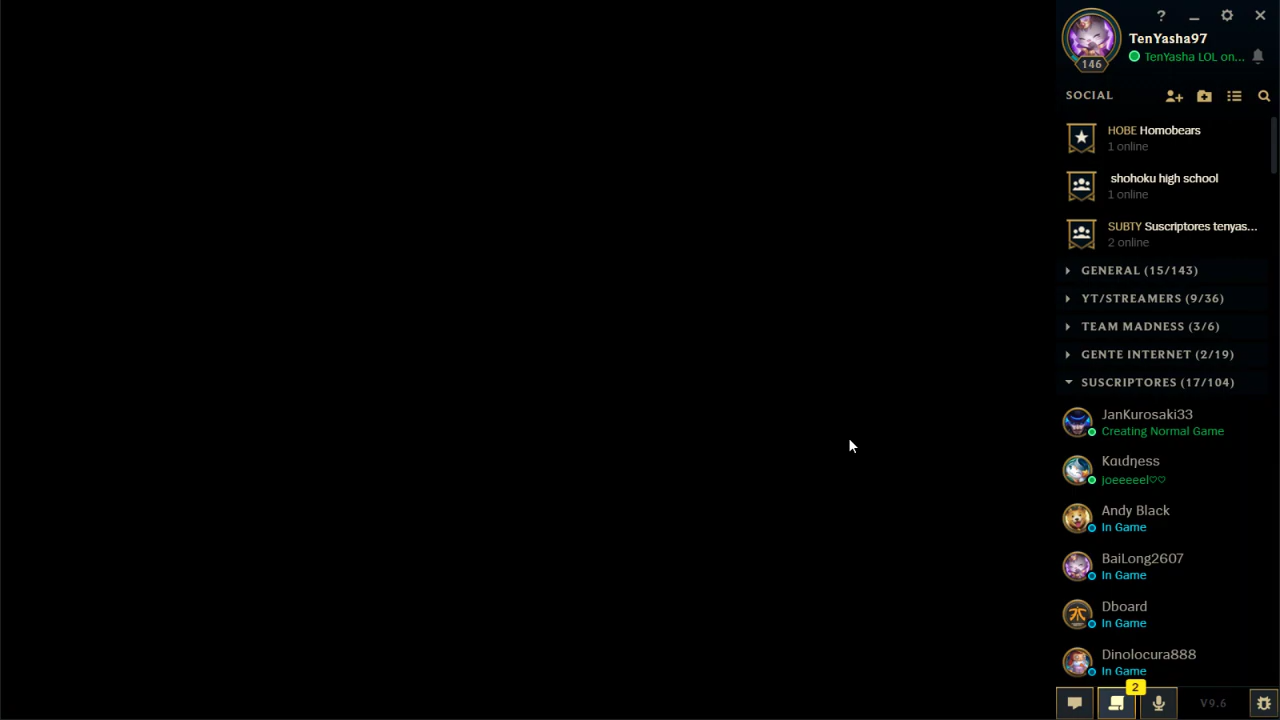 ?
TenYasha97
146
TenYasha LOL on...
SOCIAL
HOBE Homobears
1 online
shohoku high school
1 online
SUBTY Suscriptores tenyas...
2 online
GENERAL (15/143)
YT/STREAMERS (9/36)
TEAM MADNESS (3/6)
GENTE INTERNET (2/19)
SUSCRIPTORES (17/104)
JanKurosaki33
Creating Normal Game
Kαιdηess
joeeeeel♡♡
Andy Black
In Game
BaiLong2607
In Game
Dboard
In Game
Dinolocura888
In Game
2
V9.6